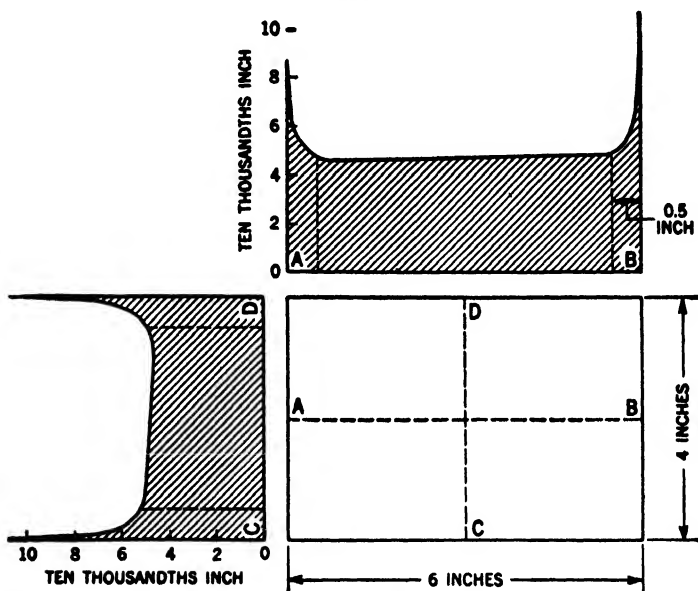 10
8
6
4
2
0
TEN THOUSANDTHS INCH
A
B
0.5
INCH
D
C
10
8
6
4
2
0
TEN THOUSANDTHS INCH
D
A
B
C
4 INCHES
6 INCHES